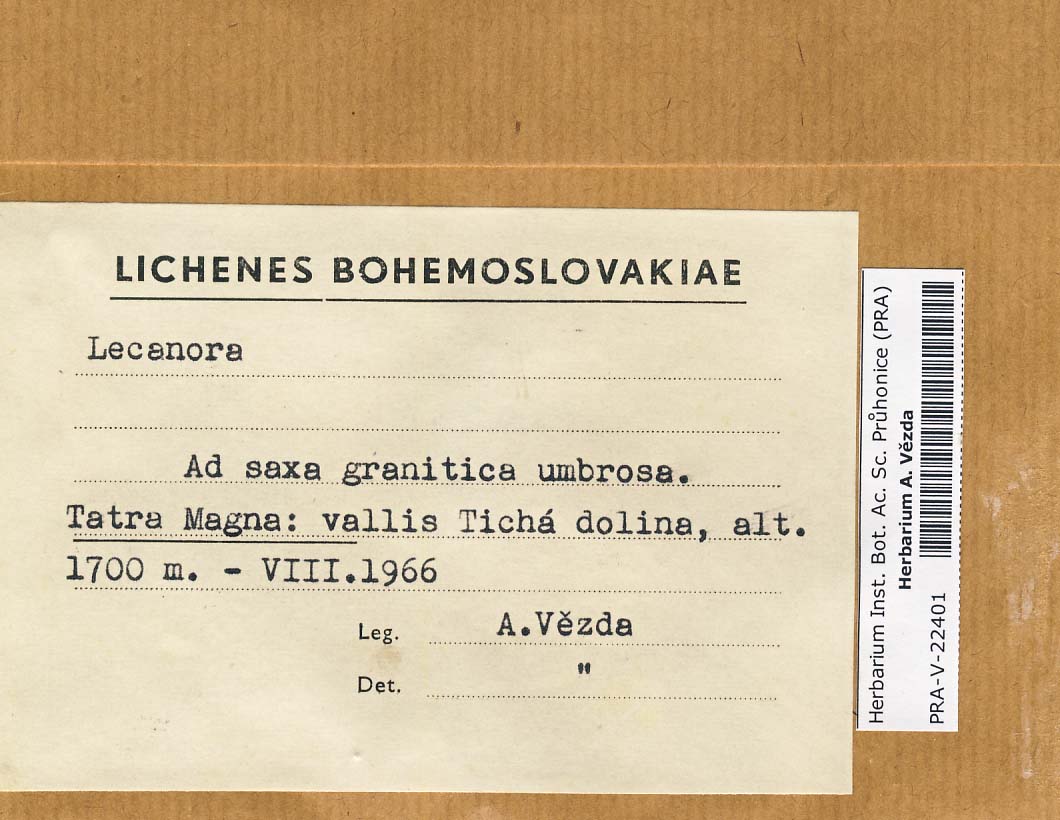 LICHENES BOHEMOSLOVAKIAE
Lecanora
Ad saxa granitica umbrosa.
Tatra Magna: vallis Tichá dolina, alt.
1700 m. - VIII.1966
Leg. A.Vězda
Det. "
Herbarium Inst. Bot. Ac. Sc. Průhonice (PRA)
Herbarium A. Vězda
PRA-V-22401